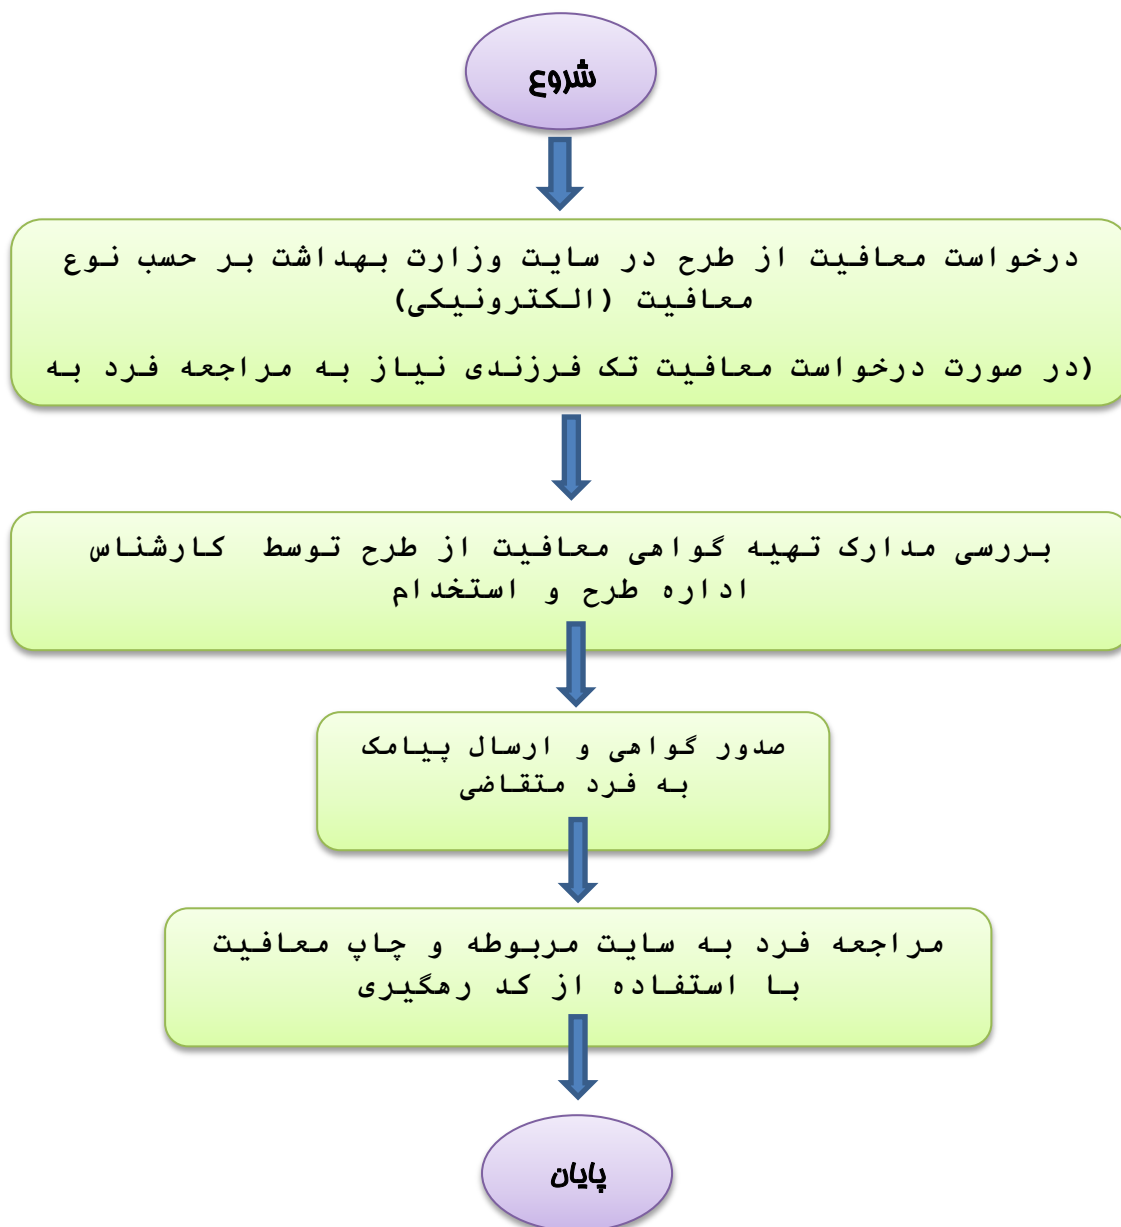 شروع
درخواست معافیت از طرح در سایت وزارت بهداشت بر حسب نوع
معافیت (الکترونیکی)
(در صورت درخواست معافیت تک فرزندی نیاز به مراجعه فرد به
بررسی مدارک تهیه گواهی معافیت از طرح توسط کارشناس
اداره طرح و استخدام
صدور گواهی و ارسال پیامک
به فرد متقاضی
مراجعه فرد به سایت مربوطه و چاپ معافیت
با استفاده از کد رهگیری
پایان